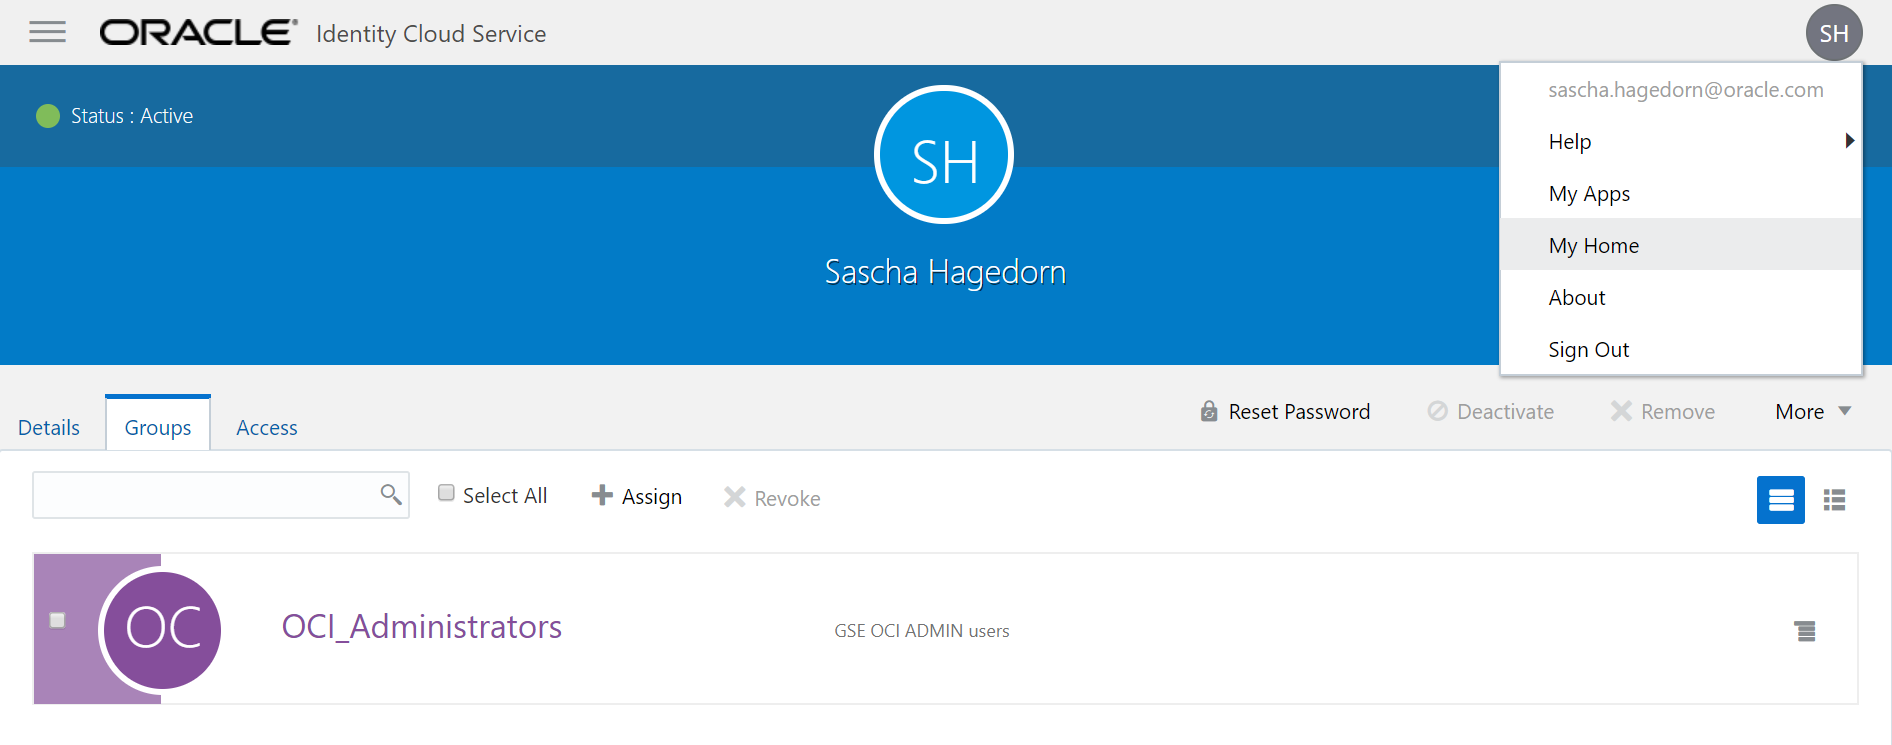 ORACLE® Identity Cloud Service
SH
sascha.hagedorn@oracle.com
Help
My Apps
My Home
About
Sign Out
Status : Active
SH
Sascha Hagedorn
Details
Groups
Access
Reset Password
Deactivate
Remove
More
Select All
Assign
Revoke
OC
OCI_Administrators
GSE OCI ADMIN users